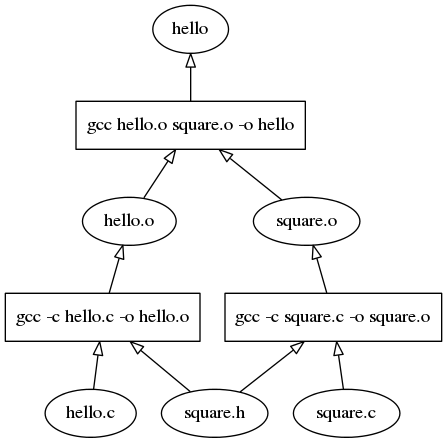 hello
gcc hello.o square.o -o hello
hello.o
square.o
gcc -c hello.c -o hello.o
gcc -c square.c -o square.o
hello.c
square.h
square.c